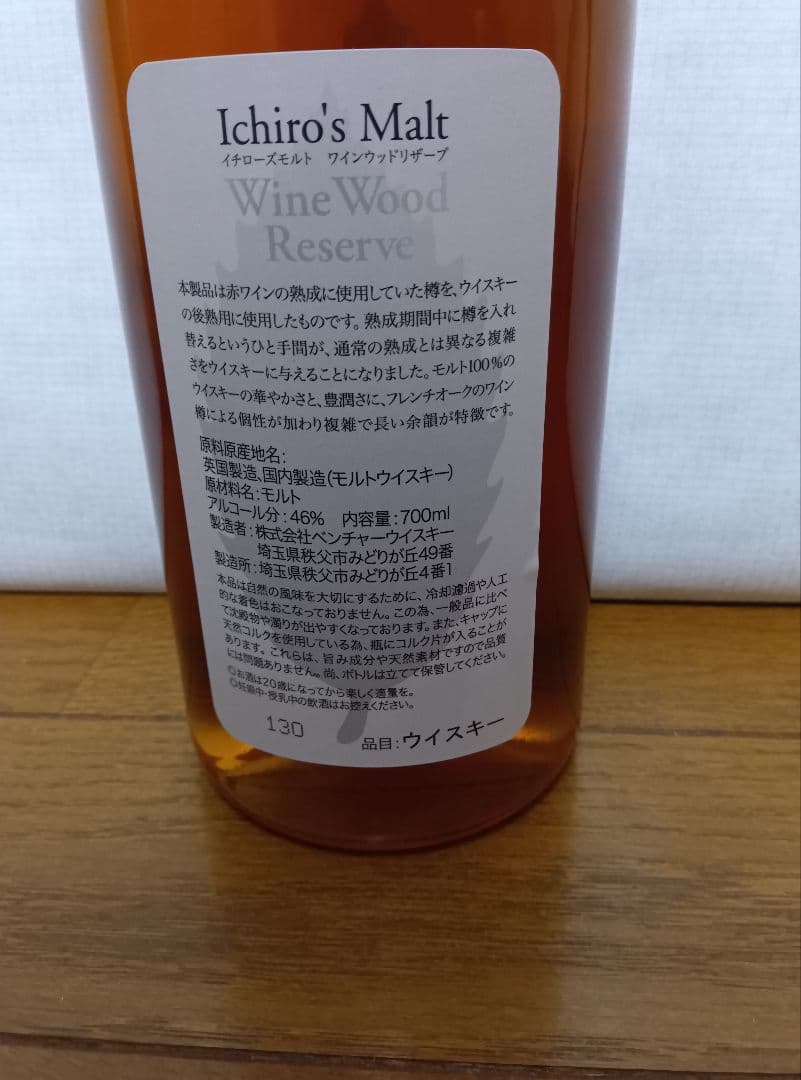 Ichiro's Malt
イチローズモルト　ワインウッドリザーブ
Wine Wood
Reserve
本製品は赤ワインの熟成に使用していた樽を、ウイスキー
の後熟用に使用したものです。熟成期間中に樽を入れ
替えるというひと手間が、通常の熟成とは異なる複雑
さをウイスキーに与えることになりました。モルト100%の
ウイスキーの華やかさと、豊潤さに、フレンチオークのワイン
樽による個性が加わり複雑で長い余韻が特徴です。
原料原産地名：
英国製造、国内製造（モルトウイスキー）
原材料名：モルト
アルコール分：46%　内容量：700ml
製造者：株式会社ベンチャーウイスキー
埼玉県秩父市みどりが丘49番
製造所：埼玉県秩父市みどりが丘4番1
本品は自然の風味を大切にするために、冷却濾過や人工
的な着色はおこなっておりません。この為、一般品に比べ
て沈殿物や濁りが出やすくなっております。また、キャップに
天然コルクを使用している為、瓶にコルク片が入ることが
あります。これらは、旨み成分や天然素材ですので品質
には問題ありません。尚、ボトルは立てて保管してください。
◎お酒は20歳になってから楽しく適量を。
◎妊娠中・授乳中の飲酒はお控えください。
130
品目：ウイスキー